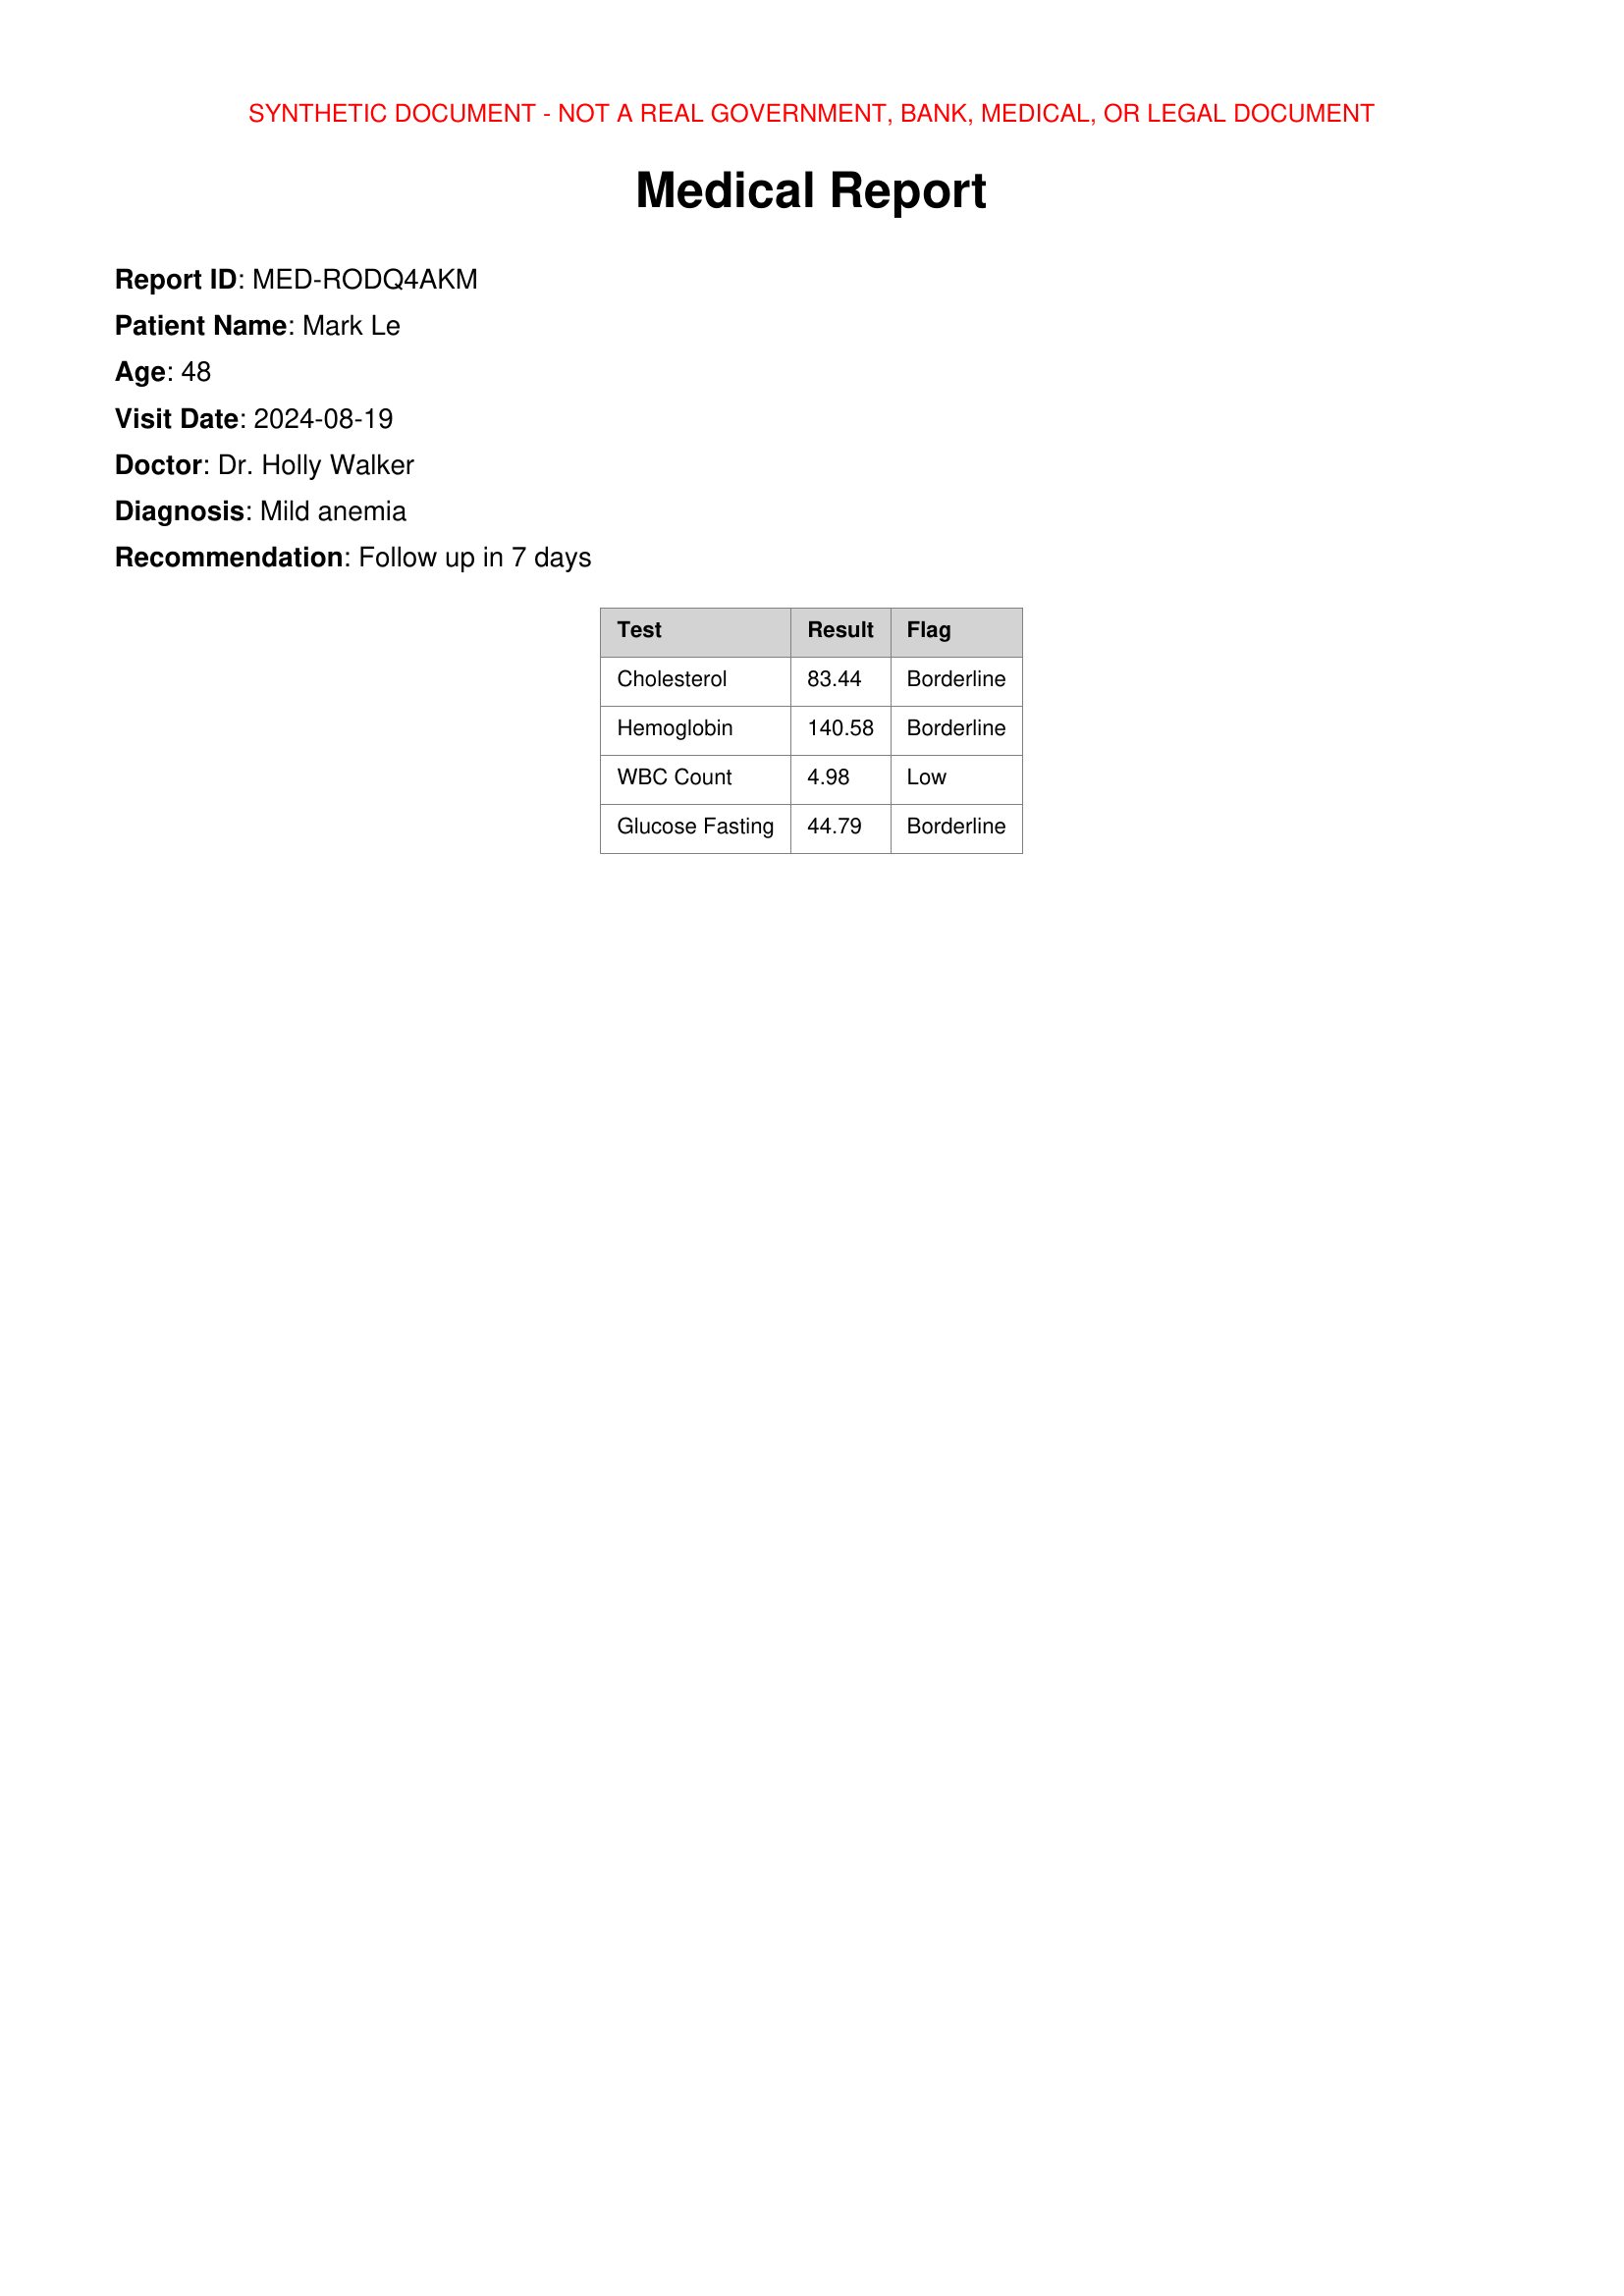 SYNTHETIC DOCUMENT - NOT A REAL GOVERNMENT, BANK, MEDICAL, OR LEGAL DOCUMENT
Medical Report
Report ID: MED-RODQ4AKM
Patient Name: Mark Le
Age: 48
Visit Date: 2024-08-19
Doctor: Dr. Holly Walker
Diagnosis: Mild anemia
Recommendation: Follow up in 7 days
Test Result Flag
Cholesterol 83.44 Borderline
Hemoglobin 140.58 Borderline
WBC Count 4.98 Low
Glucose Fasting 44.79 Borderline